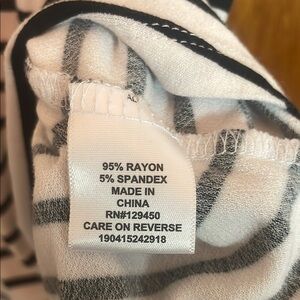 95% RAYON
5% SPANDEX
MADE IN
CHINA
RN#129450
CARE ON REVERSE
190415242918